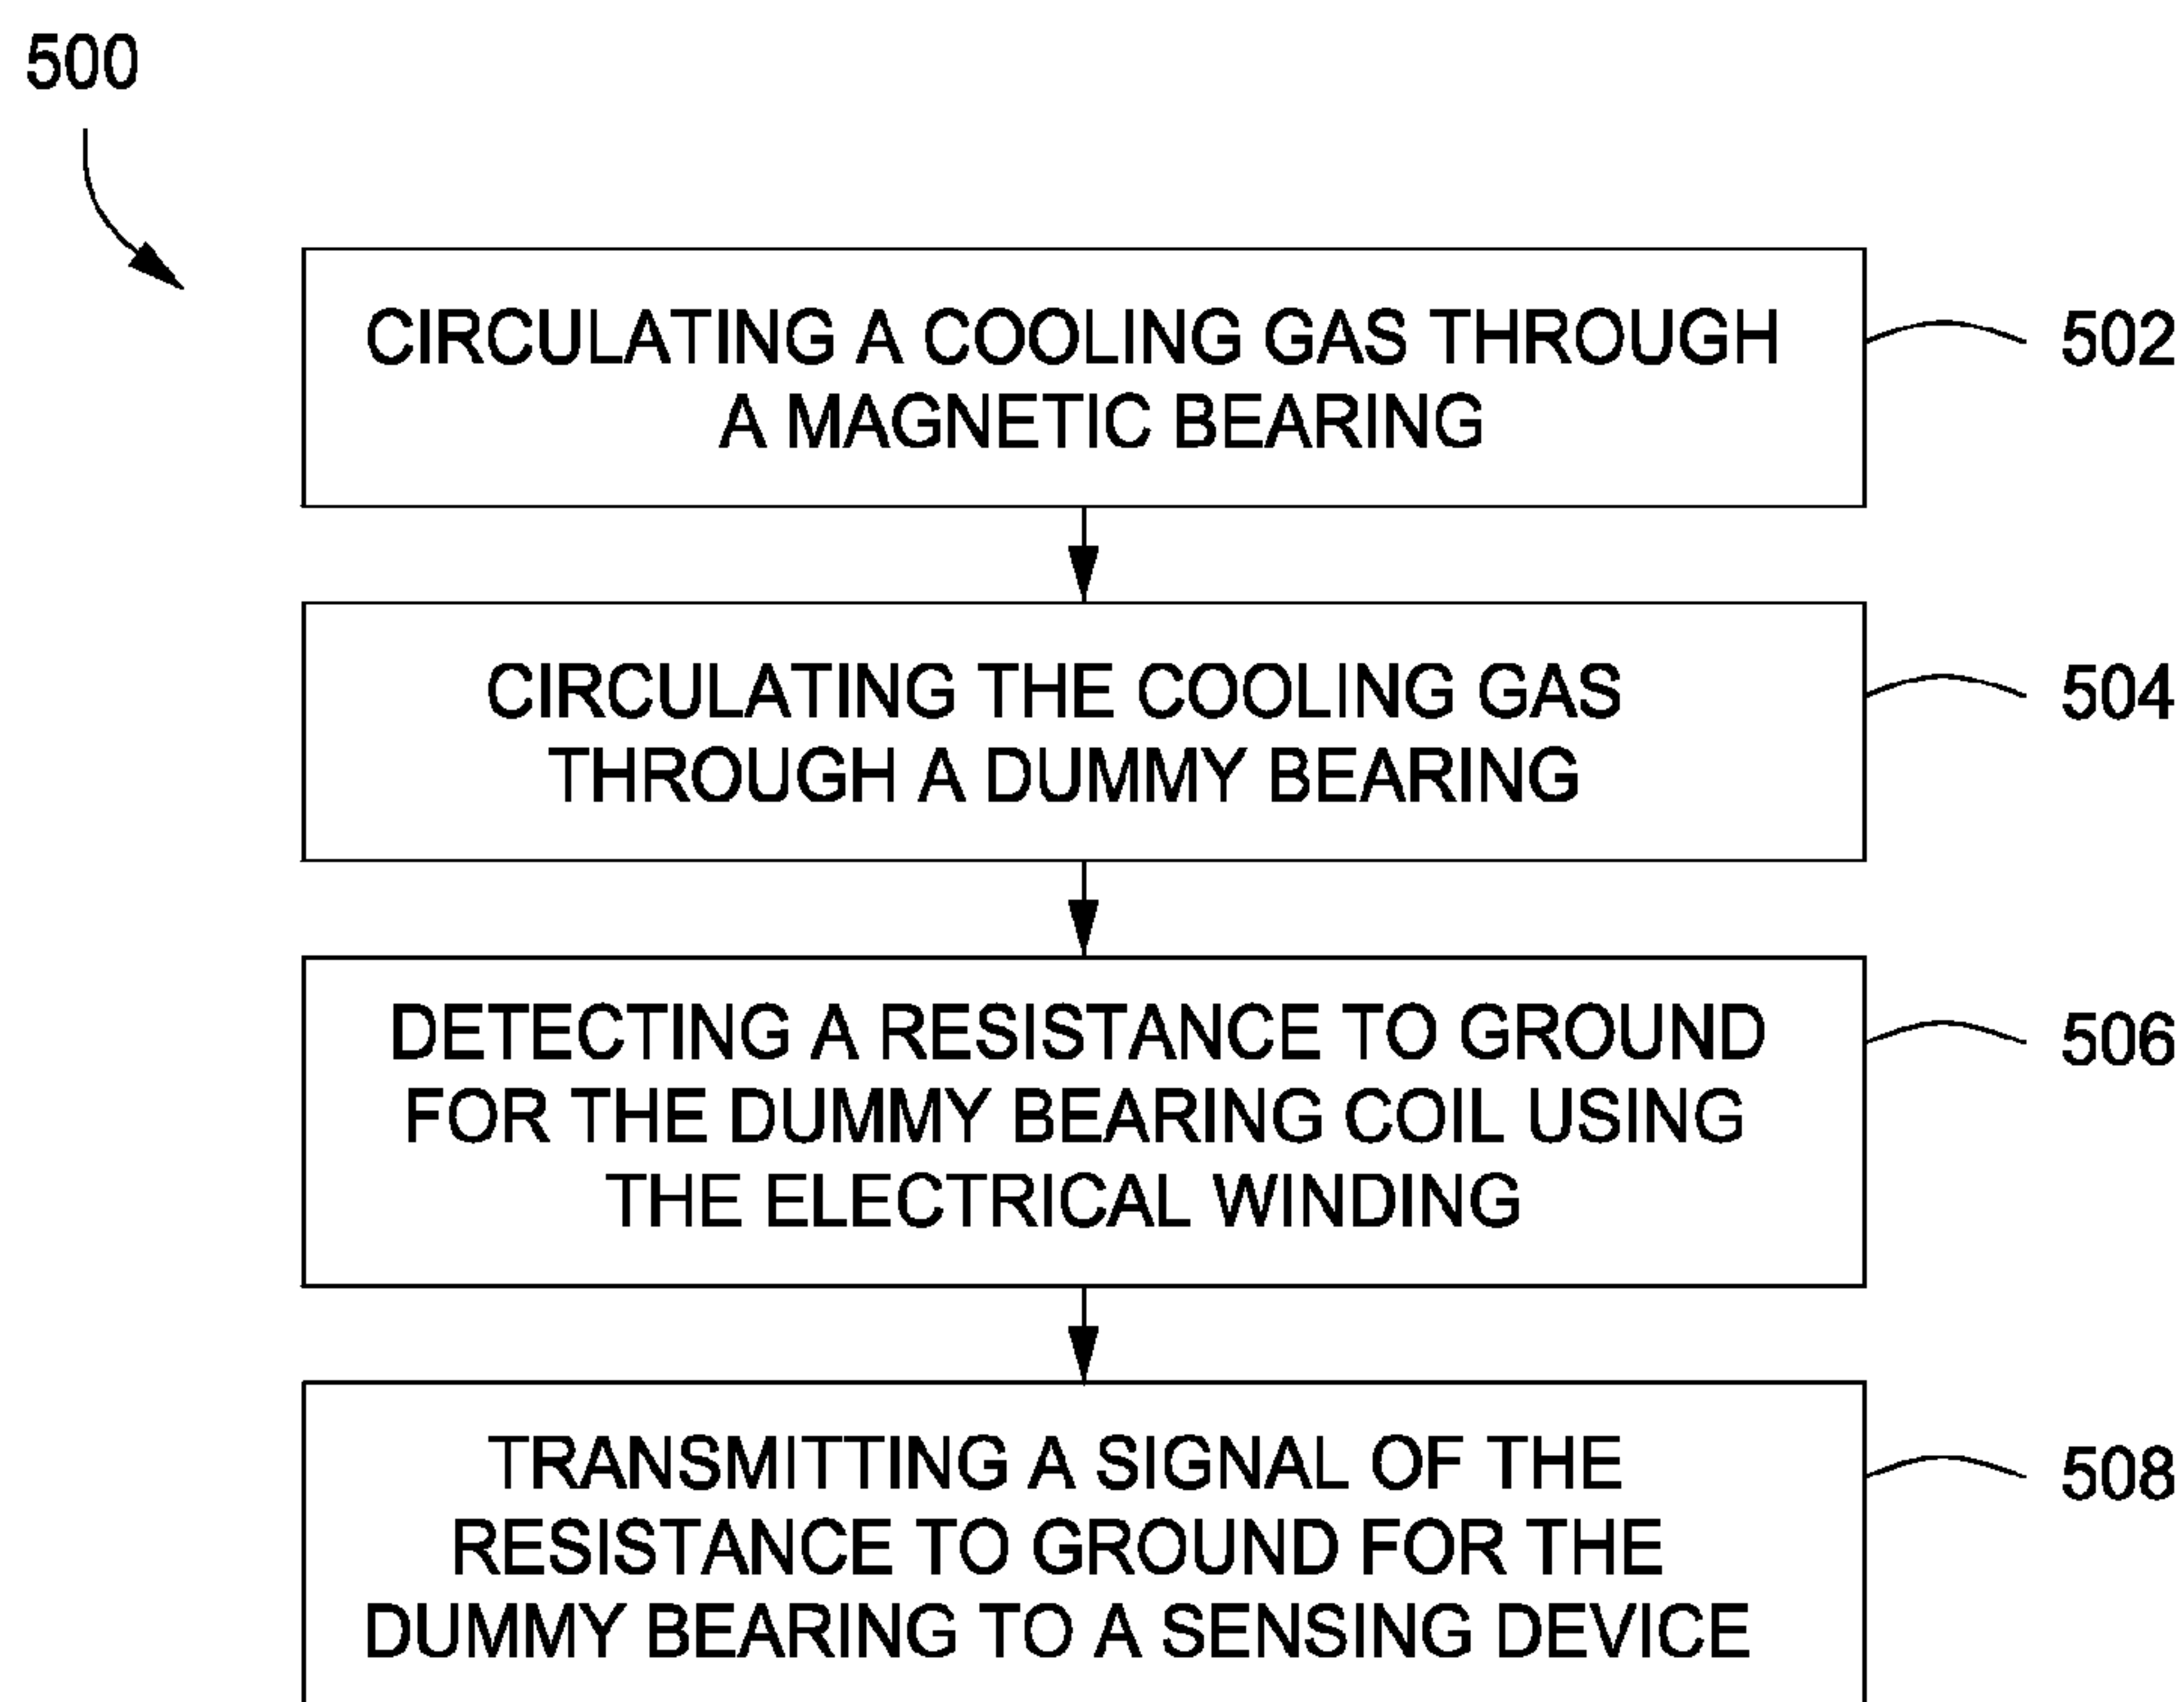 500
CIRCULATING A COOLING GAS THROUGH
A MAGNETIC BEARING
502
CIRCULATING THE COOLING GAS
THROUGH A DUMMY BEARING
504
DETECTING A RESISTANCE TO GROUND
FOR THE DUMMY BEARING COIL USING
THE ELECTRICAL WINDING
506
TRANSMITTING A SIGNAL OF THE
RESISTANCE TO GROUND FOR THE
DUMMY BEARING TO A SENSING DEVICE
508